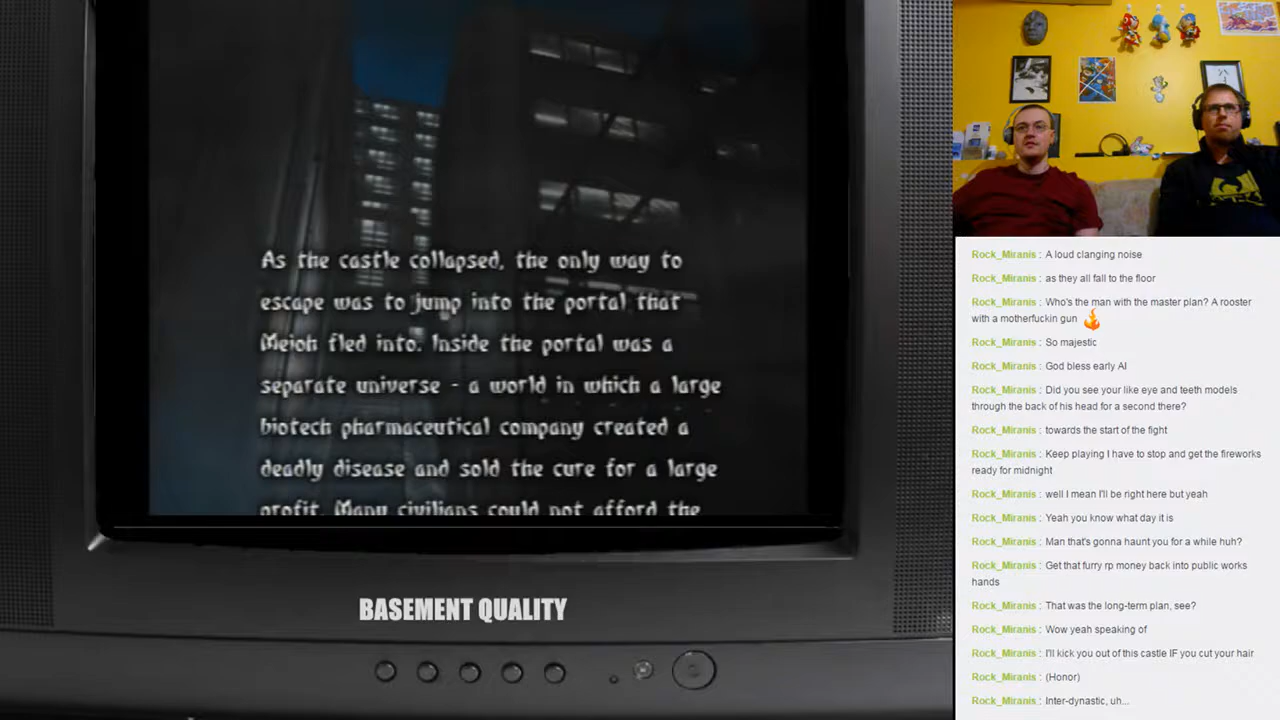 As the castle collapsed, the only way to
escape was to jump into the portal that
Meioh fled into. Inside the portal was a
separate universe - a world in which a large
biotech pharmaceutical company created a
deadly disease and sold the cure for a large
profit. Many civilians could not afford the
BASEMENT QUALITY
Rock_Miranis : A loud clanging noise
Rock_Miranis : as they all fall to the floor
Rock_Miranis : Who's the man with the master plan? A rooster
with a motherfuckin gun
Rock_Miranis : So majestic
Rock_Miranis : God bless early AI
Rock_Miranis : Did you see your like eye and teeth models
through the back of his head for a second there?
Rock_Miranis : towards the start of the fight
Rock_Miranis : Keep playing I have to stop and get the fireworks
ready for midnight
Rock_Miranis : well I mean I'll be right here but yeah
Rock_Miranis : Yeah you know what day it is
Rock_Miranis : Man that's gonna haunt you for a while huh?
Rock_Miranis : Get that furry rp money back into public works
hands
Rock_Miranis : That was the long-term plan, see?
Rock_Miranis : Wow yeah speaking of
Rock_Miranis : I'll kick you out of this castle IF you cut your hair
Rock_Miranis : (Honor)
Rock_Miranis : Inter-dynastic, uh...